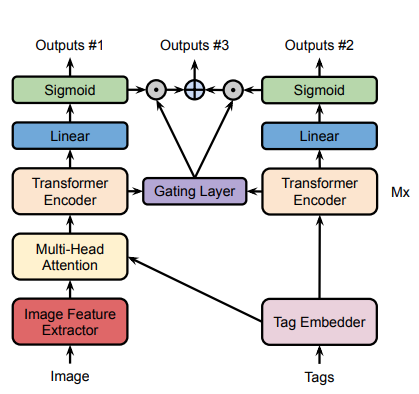 Outputs #1
Outputs #3
Outputs #2
Sigmoid
Sigmoid
Linear
Linear
Transformer
Encoder
Gating Layer
Transformer
Encoder
Mx
Multi-Head
Attention
Image Feature
Extractor
Tag Embedder
Image
Tags